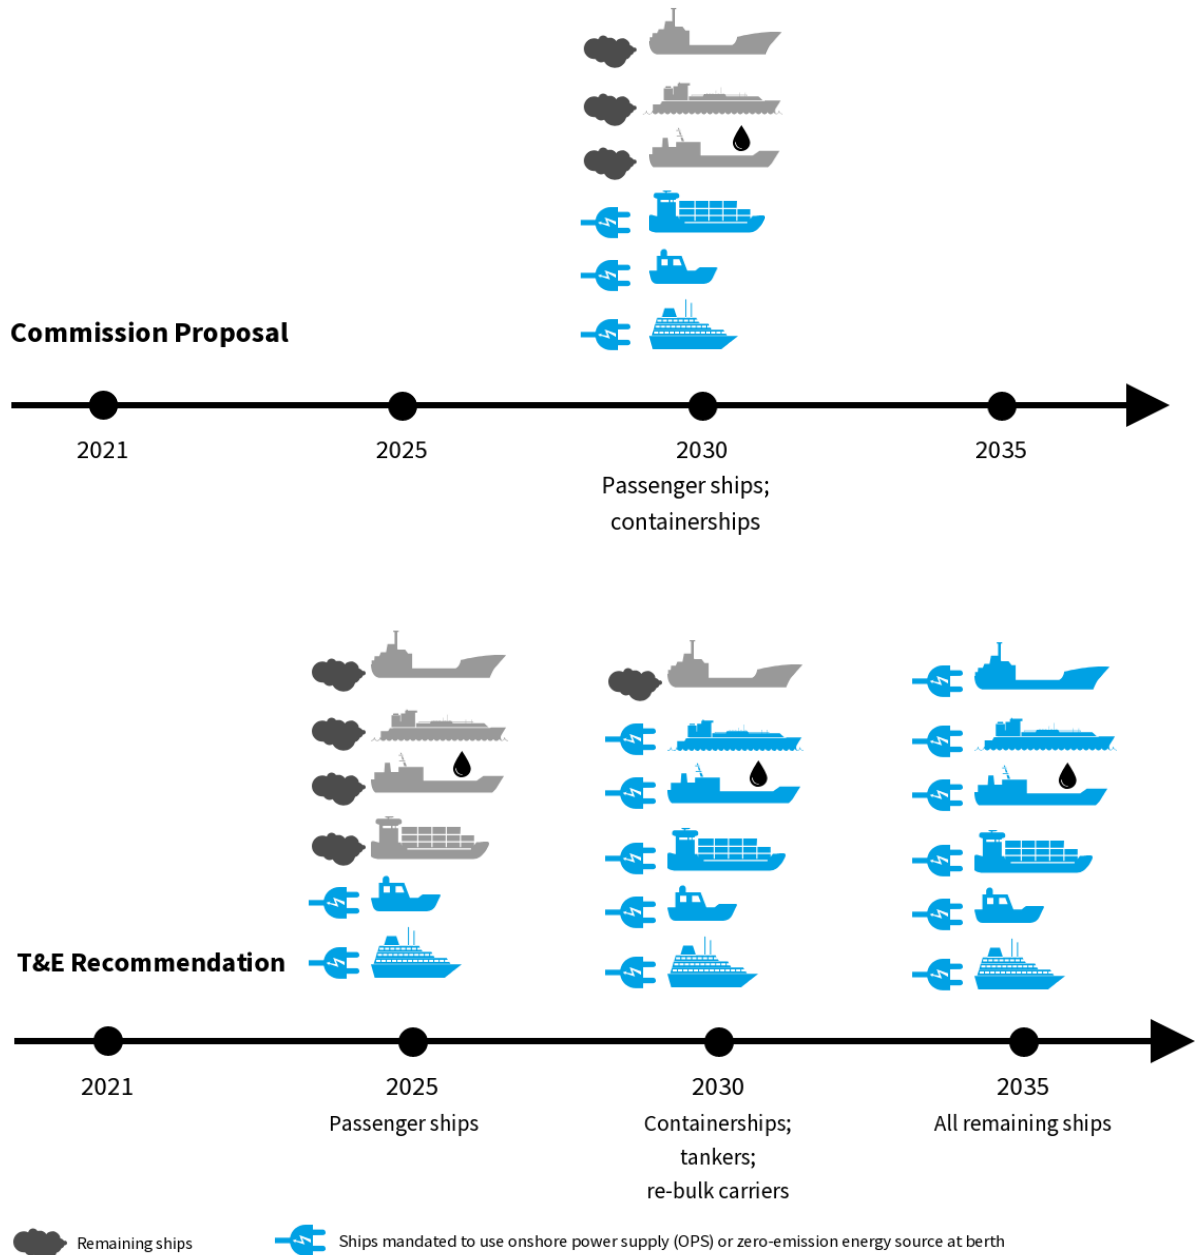 Commission Proposal
2021
2025
2030
2035
Passenger ships;
containerships
T&E Recommendation
2021
2025
2030
2035
Passenger ships
Containerships;
tankers;
re-bulk carriers
All remaining ships
Remaining ships
Ships mandated to use onshore power supply (OPS) or zero-emission energy source at berth